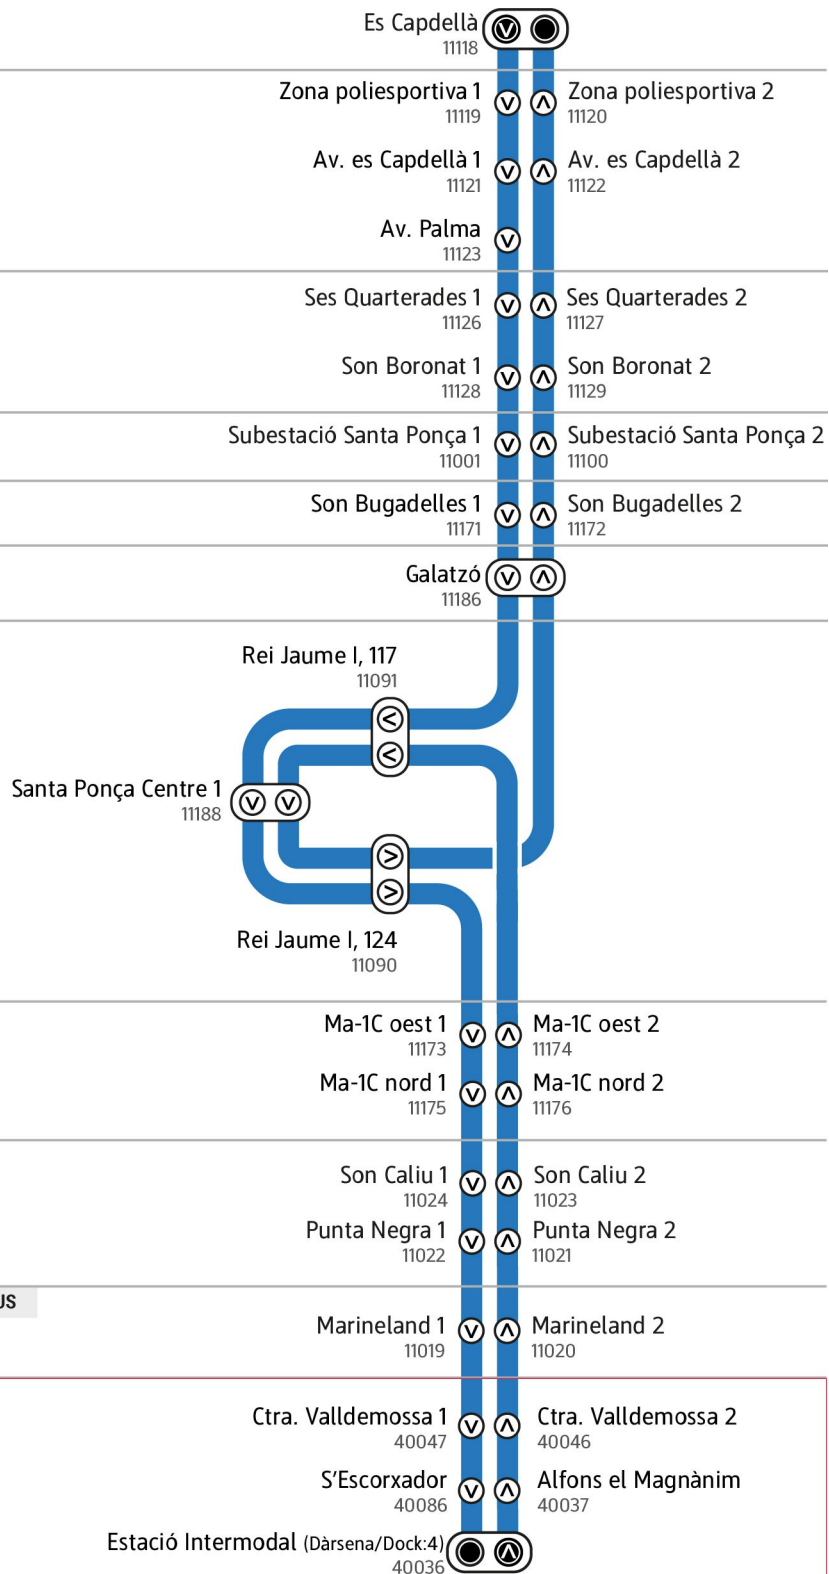 Es Capdellà
11118
Zona poliesportiva 1
11119
Zona poliesportiva 2
11120
Av. es Capdellà 1
11121
Av. es Capdellà 2
11122
Av. Palma
11123
Ses Quarterades 1
11126
Ses Quarterades 2
11127
Son Boronat 1
11128
Son Boronat 2
11129
Subestació Santa Ponça 1
11001
Subestació Santa Ponça 2
11100
Son Bugadelles 1
11171
Son Bugadelles 2
11172
Galatzó
11186
Rei Jaume I, 117
11091
Santa Ponça Centre 1
11188
Rei Jaume I, 124
11090
Ma-1C oest 1
11173
Ma-1C oest 2
11174
Ma-1C nord 1
11175
Ma-1C nord 2
11176
Son Caliu 1
11024
Son Caliu 2
11023
Punta Negra 1
11022
Punta Negra 2
11021
US
Marineland 1
11019
Marineland 2
11020
Ctra. Valldemossa 1
40047
Ctra. Valldemossa 2
40046
S'Escorxador
40086
Alfons el Magnànim
40037
Estació Intermodal (Dàrsena/Dock:4)
40036